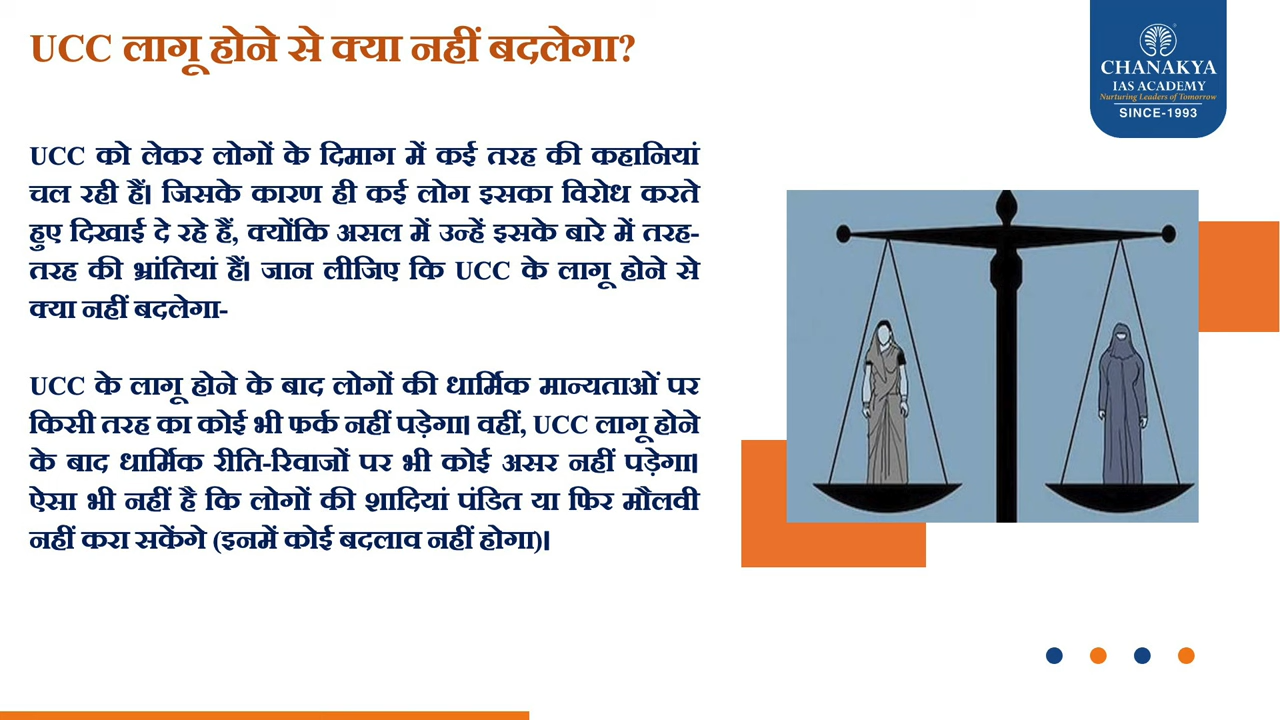 UCC लागू होने से क्या नहीं बदलेगा?
CHANAKYA
IAS ACADEMY
Nurturing Leaders of Tomorrow
SINCE-1993
UCC को लेकर लोगों के दिमाग में कई तरह की कहानियां
चल रही हैं। जिसके कारण ही कई लोग इसका विरोध करते
हुए दिखाई दे रहे हैं, क्योंकि असल में उन्हें इसके बारे में तरह-
तरह की भ्रांतियां हैं। जान लीजिए कि UCC के लागू होने से
क्या नहीं बदलेगा-
UCC के लागू होने के बाद लोगों की धार्मिक मान्यताओं पर
किसी तरह का कोई भी फर्क नहीं पड़ेगा। वहीं, UCC लागू होने
के बाद धार्मिक रीति-रिवाजों पर भी कोई असर नहीं पड़ेगा।
ऐसा भी नहीं है कि लोगों की शादियां पंडित या फिर मौलवी
नहीं करा सकेंगे (इनमें कोई बदलाव नहीं होगा)।